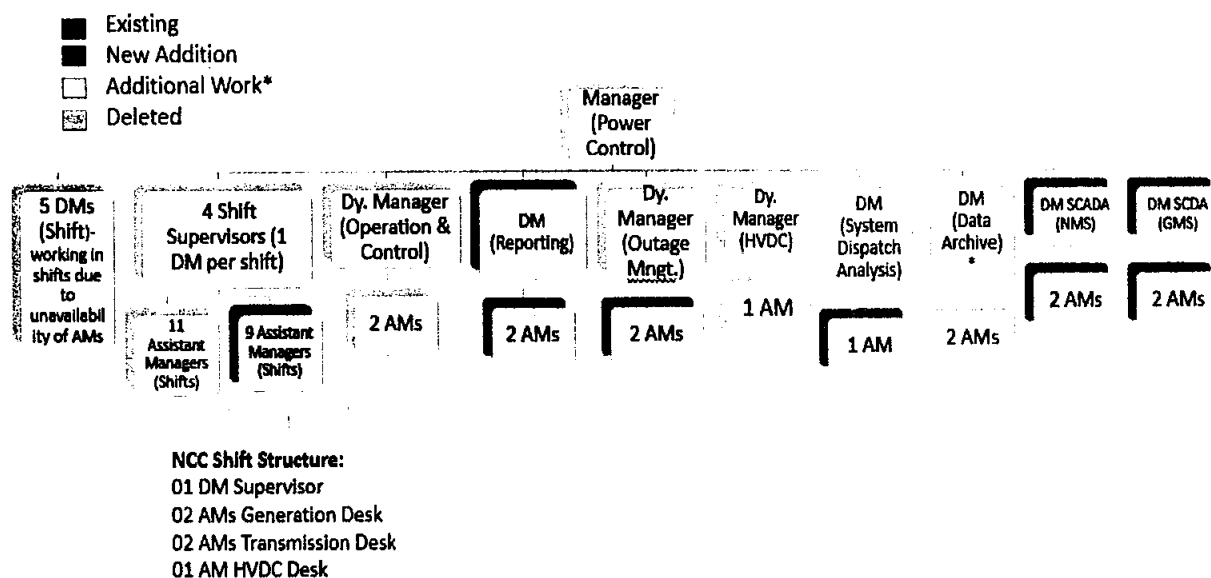 Existing
New Addition
Additional Work*
Deleted
Manager
(Power
Control)
5 DMs
(Shift)-
working in
shifts due
to
unavailabil
ity of AMs
4 Shift
Supervisors (1
DM per shift)
11
Assistant
Managers
(Shifts)
9 Assistant
Managers
(Shifts)
Dy. Manager
(Operation &
Control)
2 AMs
DM
(Reporting)
2 AMs
Dy.
Manager
(Outage
Mngt.)
2 AMs
Dy.
Manager
(HVDC)
1 AM
DM
(System
Dispatch
Analysis)
1 AM
DM
(Data
Archive)
*
2 AMs
DM SCADA
(NMS)
2 AMs
DM SCDA
(GMS)
2 AMs
NCC Shift Structure:
01 DM Supervisor
02 AMs Generation Desk
02 AMs Transmission Desk
01 AM HVDC Desk